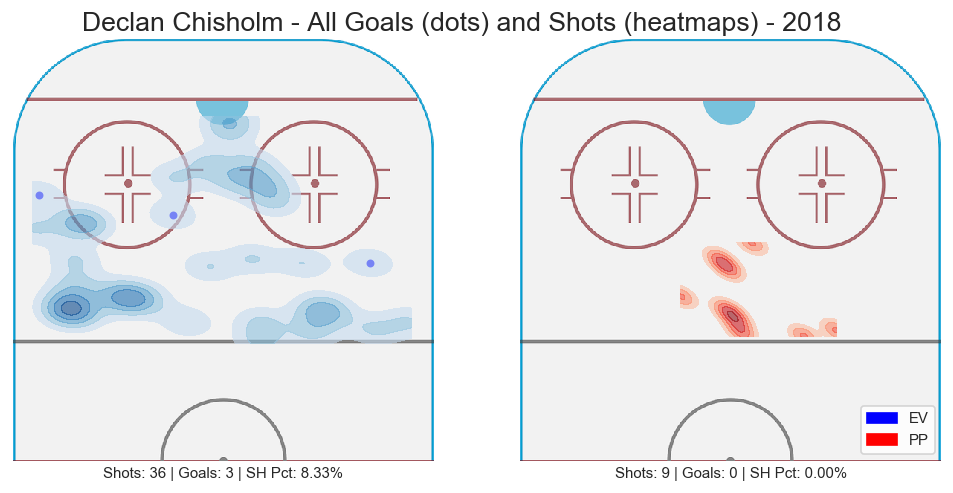 Declan Chisholm - All Goals (dots) and Shots (heatmaps) - 2018
EV
PP
Shots: 36 | Goals: 3 | SH Pct: 8.33%
Shots: 9 | Goals: 0 | SH Pct: 0.00%